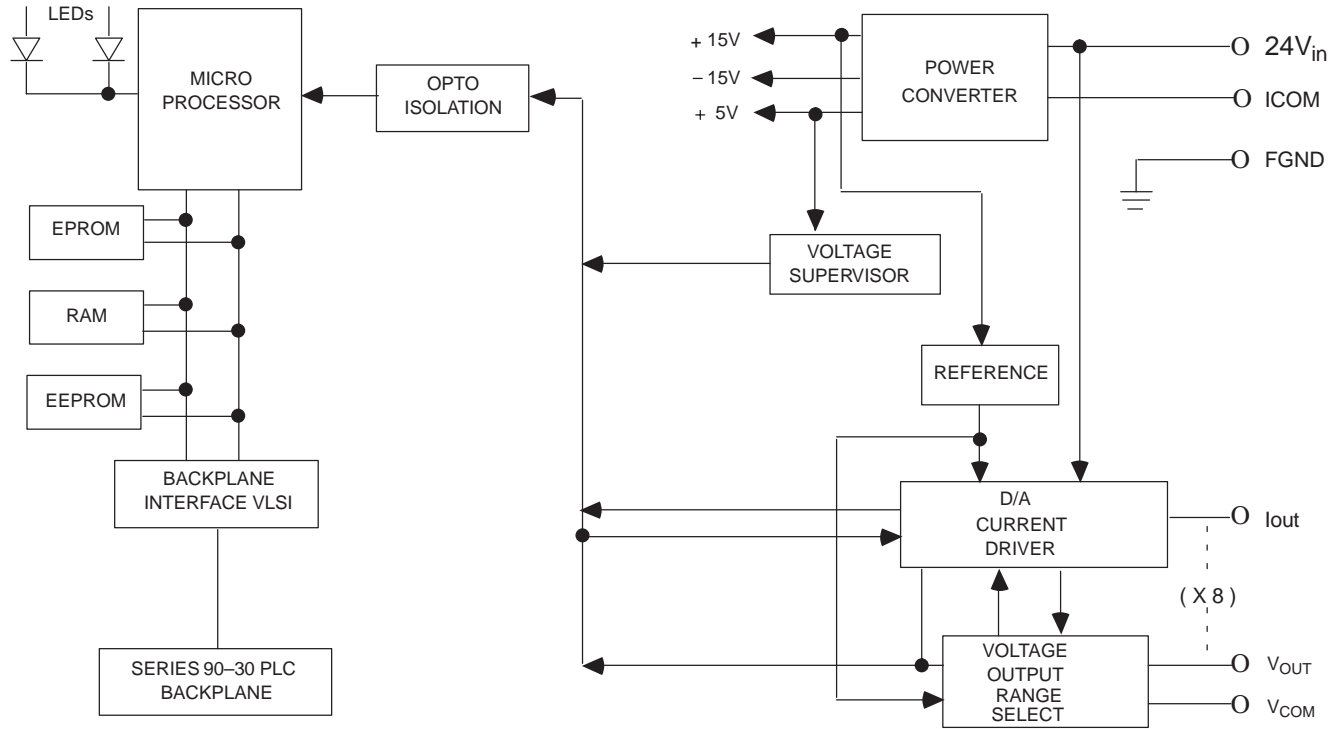 LEDs
MICRO
PROCESSOR
OPTO
ISOLATION
+ 15V
– 15V
+ 5V
POWER
CONVERTER
24Vin
ICOM
FGND
EPROM
RAM
EEPROM
VOLTAGE
SUPERVISOR
REFERENCE
BACKPLANE
INTERFACE VLSI
D/A
CURRENT
DRIVER
Iout
( X 8 )
SERIES 90–30 PLC
BACKPLANE
VOLTAGE
OUTPUT
RANGE
SELECT
VOUT
VCOM